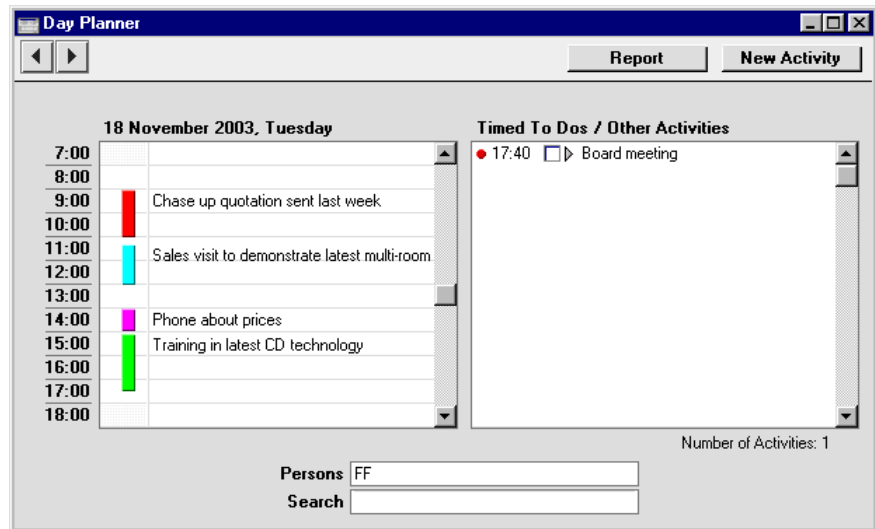 Day Planner
Report New Activity
18 November 2003, Tuesday
7:00
8:00
9:00 Chase up quotation sent last week
10:00
11:00 Sales visit to demonstrate latest multi-room
12:00
13:00
14:00 Phone about prices
15:00 Training in latest CD technology
16:00
17:00
18:00
Timed To Dos / Other Activities
17:40 Board meeting
Number of Activities: 1
Persons FF
Search